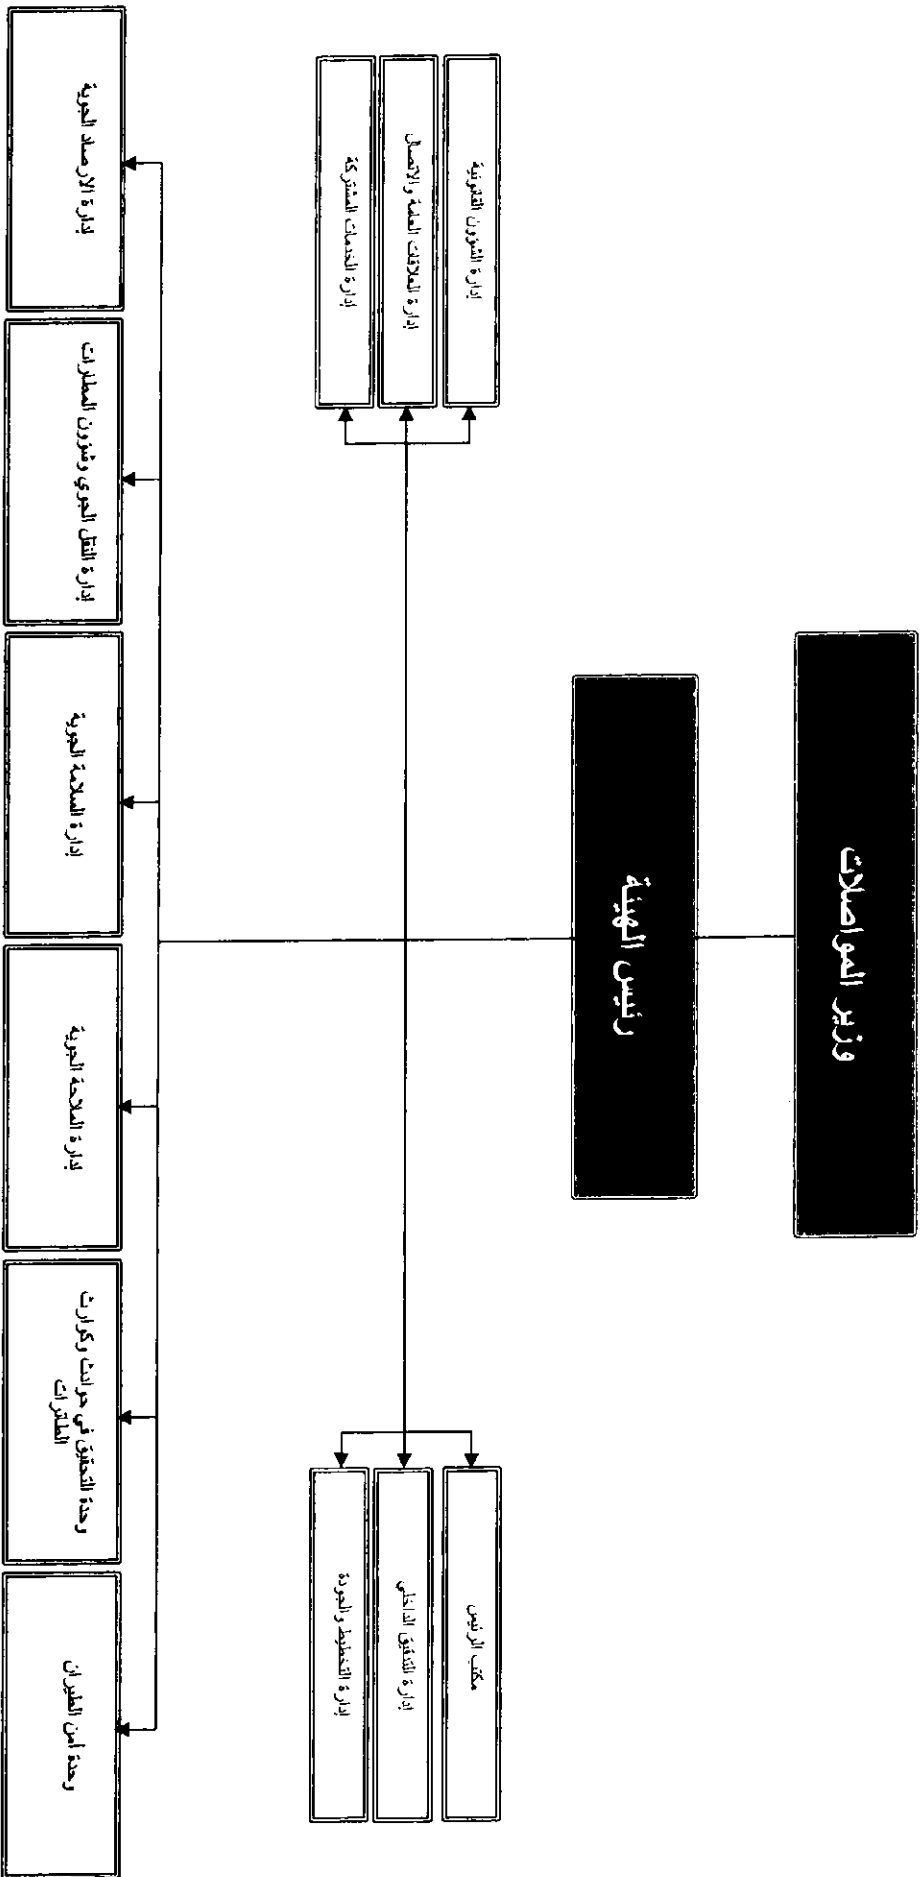 وزير المواصلات
رئيس الهيئة
مكتب الرئيس
إدارة التدقيق الداخلي
إدارة التخطيط والجودة
إدارة الشؤون القانونية
إدارة العلاقات العامة والاتصال
إدارة الخدمات المشتركة
وحدة أمن الطيران
وحدة التحقيق في حوادث وكوارث
الطائرات
إدارة الملاحة الجوية
إدارة السلامة الجوية
إدارة النقل الجوي وشؤون المطارات
إدارة الارصاد الجوية